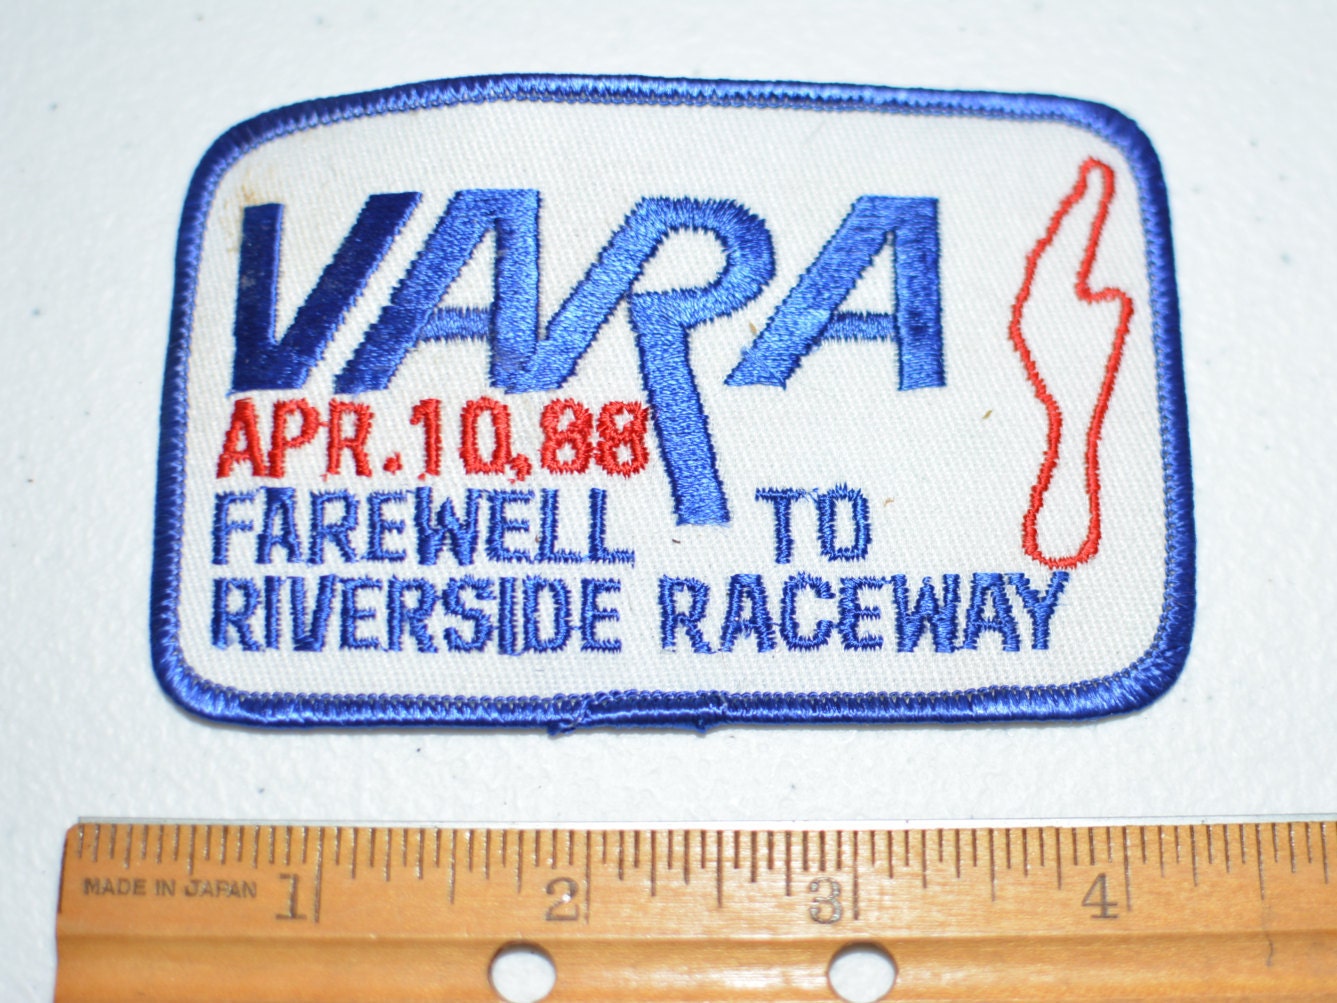 VARA
APR.10,88
FAREWELL TO
RIVERSIDE RACEWAY
MADE IN JAPAN 1 2 3 4